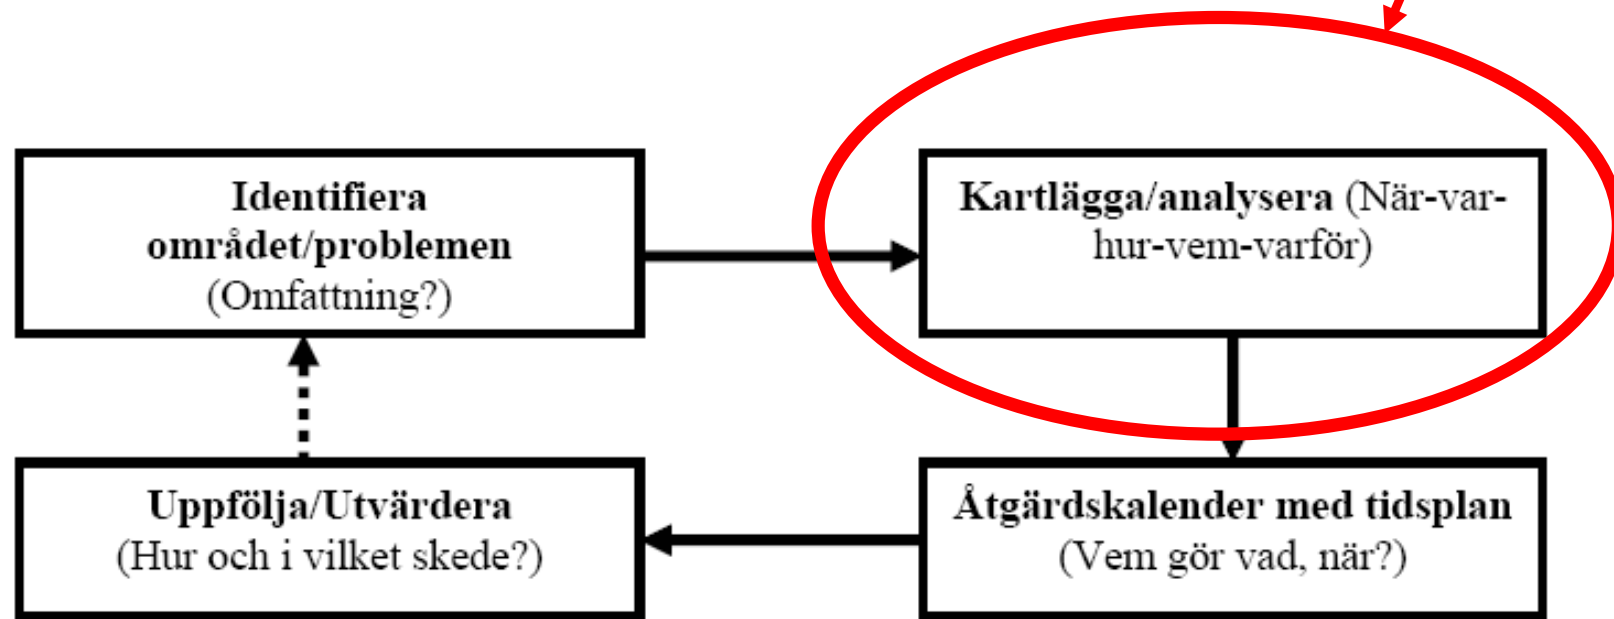 Identifiera
området/problemen
(Omfattning?)
Kartlägga/analysera (När-var-
hur-vem-varför)
Uppfölja/Utvärdera
(Hur och i vilket skede?)
Åtgärdskalender med tidsplan
(Vem gör vad, när?)